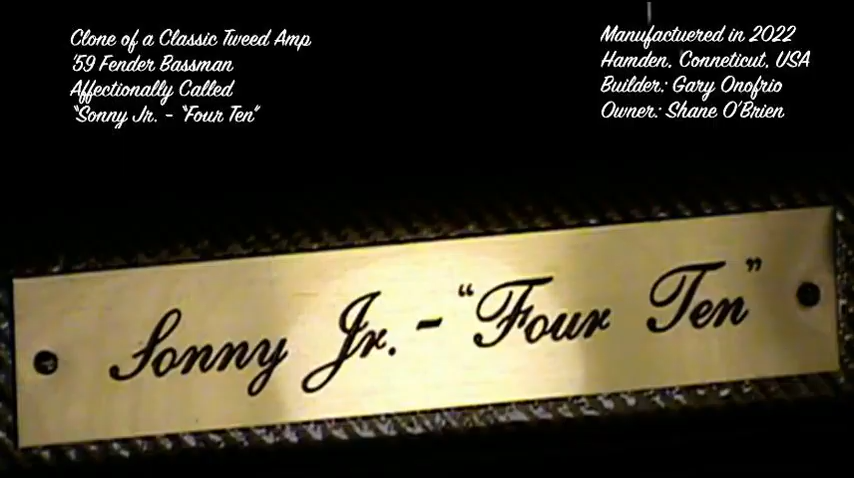 Clone of a Classic Tweed Amp
'59 Fender Bassman
Affectionally Called
"Sonny Jr. - "Four Ten"
Manufactuered in 2022
Hamden, Conneticut, USA
Builder: Gary Onofrio
Owner: Shane O'Brien
Sonny Jr. - "Four Ten"